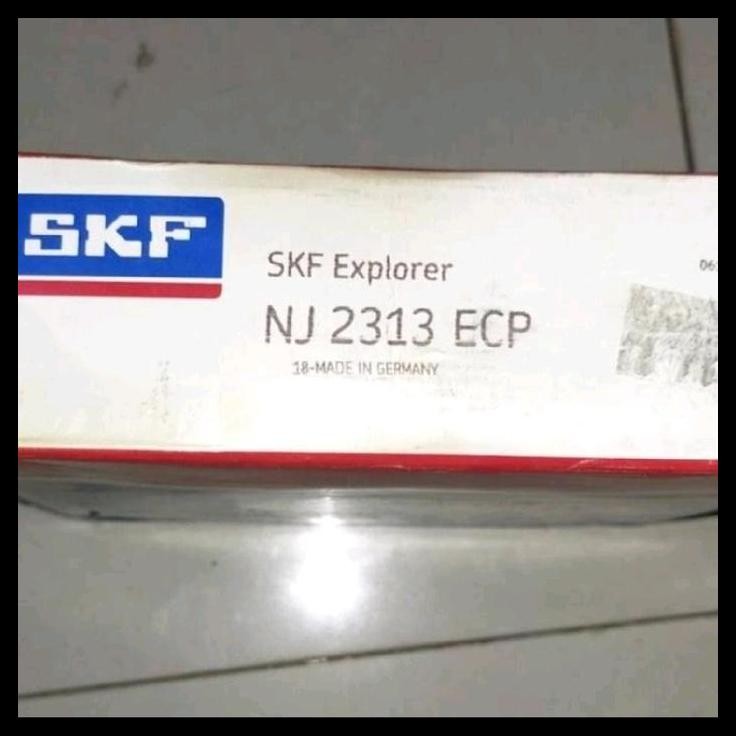 SKF
SKF Explorer
NJ 2313 ECP
18-MADE IN GERMANY